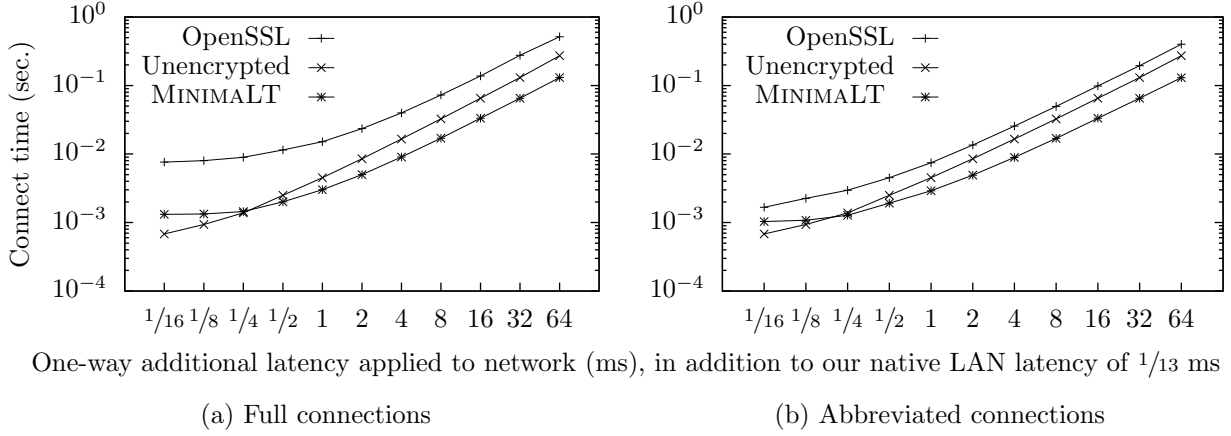 Connect time (sec.)
10⁰
10⁻¹
10⁻²
10⁻³
10⁻⁴
OpenSSL
Unencrypted
MINIMALT
1/16 1/8 1/4 1/2 1 2 4 8 16 32 64
10⁰
10⁻¹
10⁻²
10⁻³
10⁻⁴
OpenSSL
Unencrypted
MINIMALT
1/16 1/8 1/4 1/2 1 2 4 8 16 32 64
One-way additional latency applied to network (ms), in addition to our native LAN latency of 1/13 ms
(a) Full connections
(b) Abbreviated connections